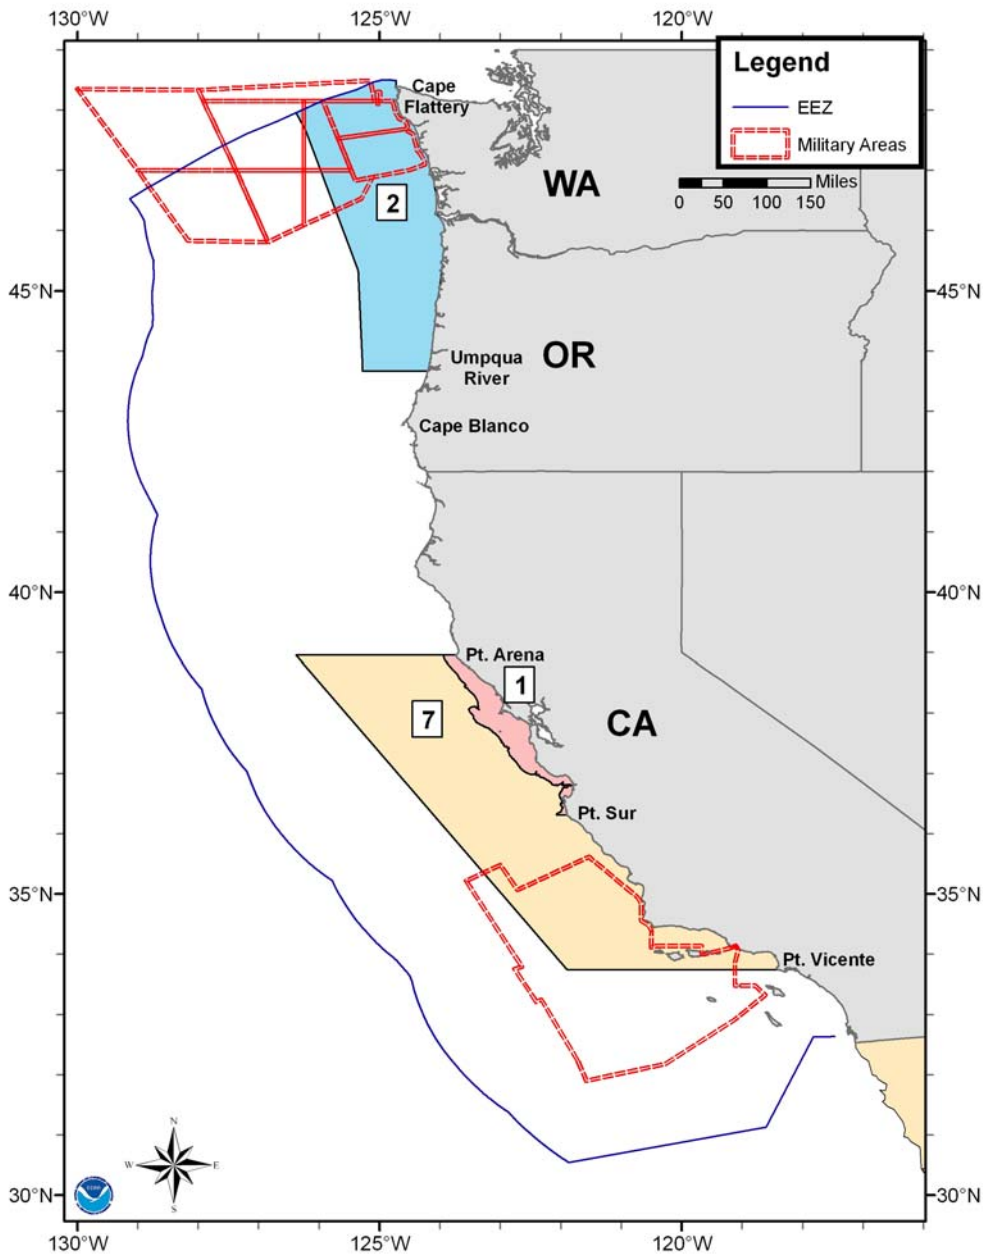 130°W 125°W 120°W
Legend
EEZ
Military Areas
Miles
0 50 100 150
Cape
Flattery
WA
2
45°N 45°N
Umpqua
River
OR
Cape Blanco
40°N 40°N
Pt. Arena
1
7
CA
Pt. Sur
35°N 35°N
Pt. Vicente
N
W E
S
30°N 30°N
130°W 125°W 120°W